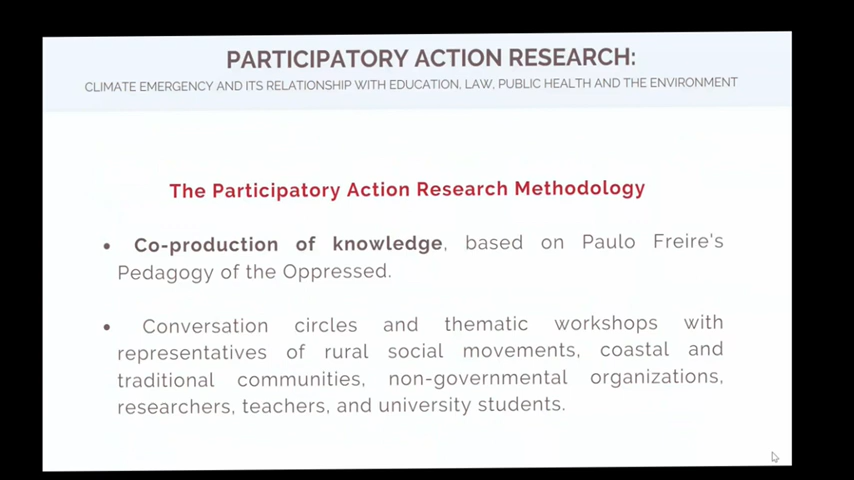 PARTICIPATORY ACTION RESEARCH:
CLIMATE EMERGENCY AND ITS RELATIONSHIP WITH EDUCATION, LAW, PUBLIC HEALTH AND THE ENVIRONMENT
The Participatory Action Research Methodology
• Co-production of knowledge, based on Paulo Freire's
Pedagogy of the Oppressed.
• Conversation circles and thematic workshops with
representatives of rural social movements, coastal and
traditional communities, non-governmental organizations,
researchers, teachers, and university students.